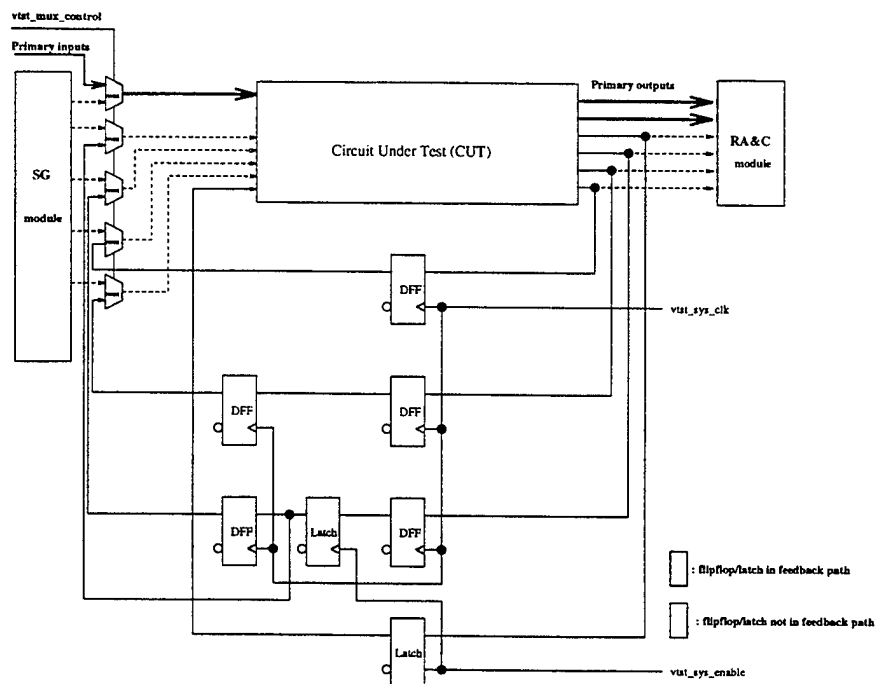 vtst_mux_control
Primary inputs
SG
module
Circuit Under Test (CUT)
Primary outputs
RA&C
module
DFF
vtst_sys_clk
DFF
DFF
DFF
Latch
DFF
: flipflop/latch in feedback path
: flipflop/latch not in feedback path
Latch
vtst_sys_enable